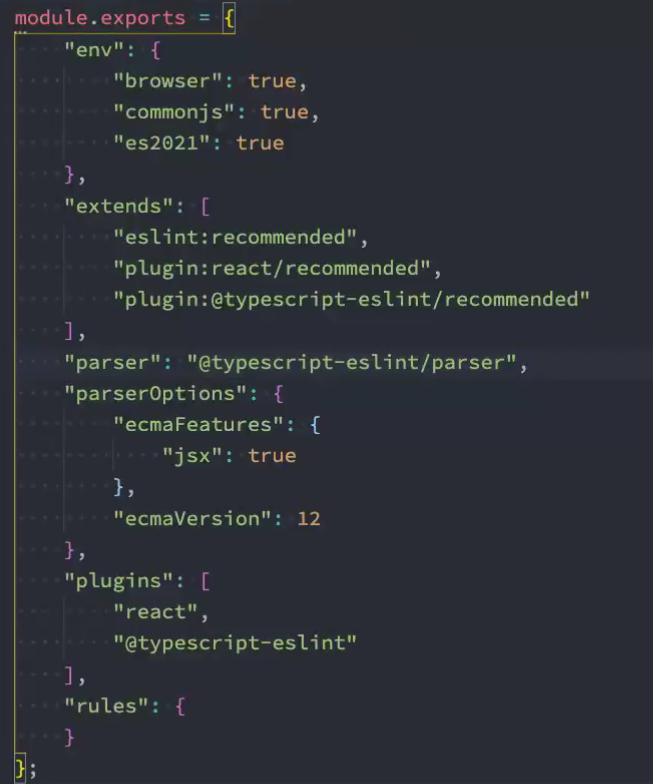 module.exports = {
    "env": {
        "browser": true,
        "commonjs": true,
        "es2021": true
    },
    "extends": [
        "eslint:recommended",
        "plugin:react/recommended",
        "plugin:@typescript-eslint/recommended"
    ],
    "parser": "@typescript-eslint/parser",
    "parserOptions": {
        "ecmaFeatures": {
            "jsx": true
        },
        "ecmaVersion": 12
    },
    "plugins": [
        "react",
        "@typescript-eslint"
    ],
    "rules": {
    }
};